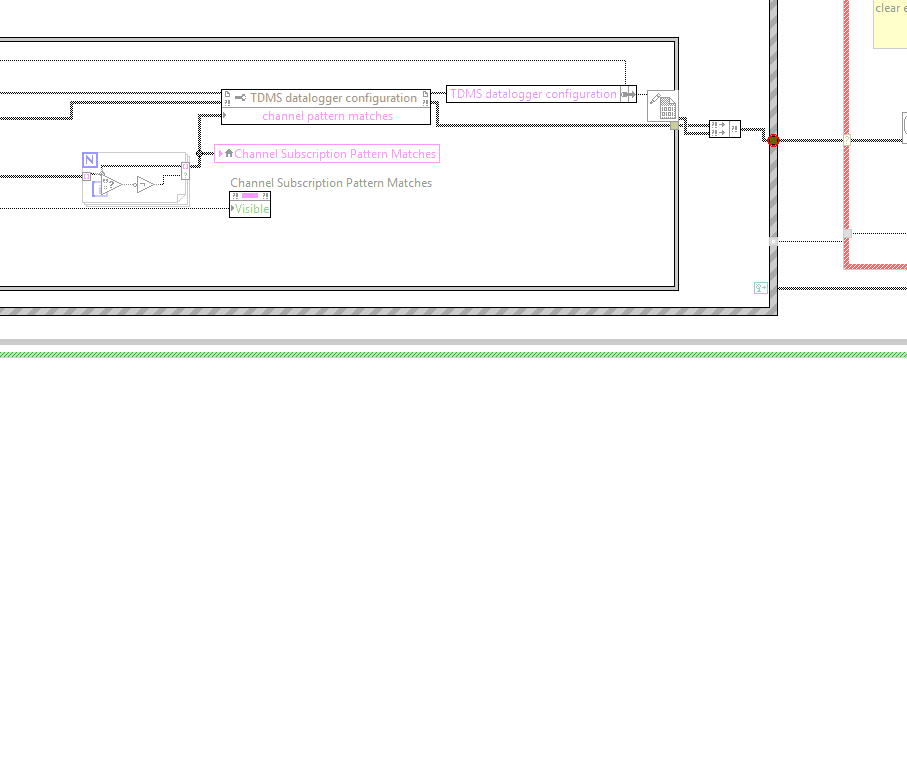 clear e
TDMS datalogger configuration
TDMS datalogger configuration
channel pattern matches
N
Channel Subscription Pattern Matches
Channel Subscription Pattern Matches
Visible